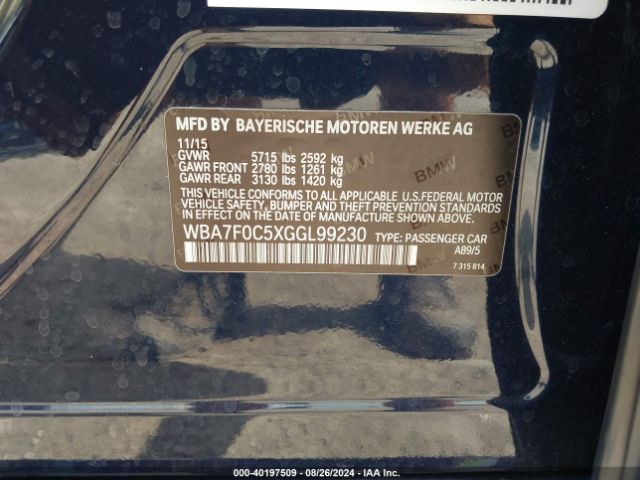 MFD BY BAYERISCHE MOTOREN WERKE AG
11/15
GVWR 5715 lbs 2592 kg
GAWR FRONT 2780 lbs 1261 kg
GAWR REAR 3130 lbs 1420 kg
THIS VEHICLE CONFORMS TO ALL APPLICABLE U.S.FEDERAL MOTOR
VEHICLE SAFETY, BUMPER AND THEFT PREVENTION STANDARDS
IN EFFECT ON THE DATE OF MANUFACTURE SHOWN ABOVE.
WBA7F0C5XGGL99230 TYPE: PASSENGER CAR
A89/5
7 315 814
000-40197509 - 08/26/2024 - IAA Inc.